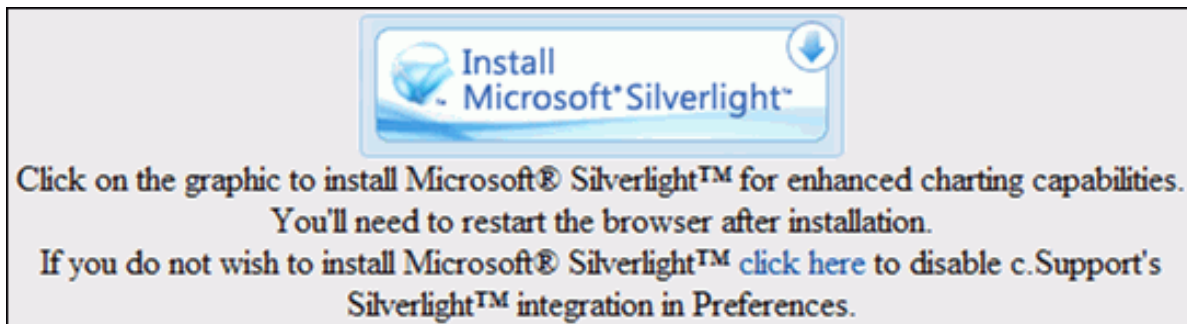 Install
Microsoft® Silverlight™
Click on the graphic to install Microsoft® Silverlight™ for enhanced charting capabilities.
You'll need to restart the browser after installation.
If you do not wish to install Microsoft® Silverlight™ click here to disable c.Support's
Silverlight™ integration in Preferences.